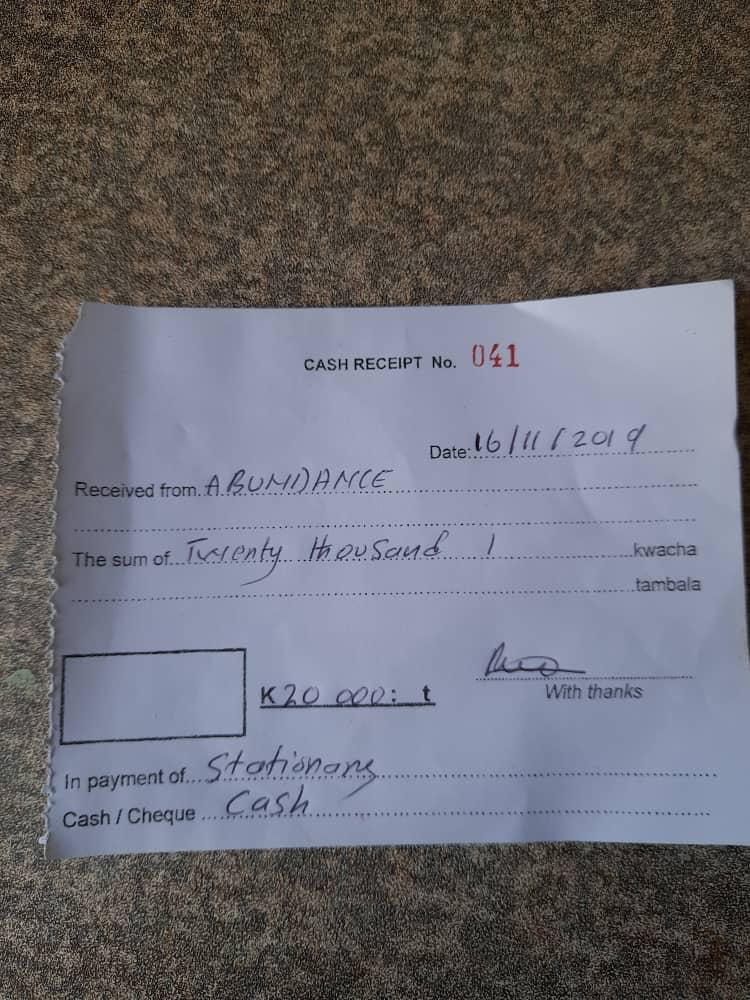 CASH RECEIPT No. 041
Date: 16/11/2019
Received from ABUNDANCE
The sum of Twenty thousand / kwacha
tambala
K 20 000: t
With thanks
In payment of Stationary
Cash / Cheque Cash